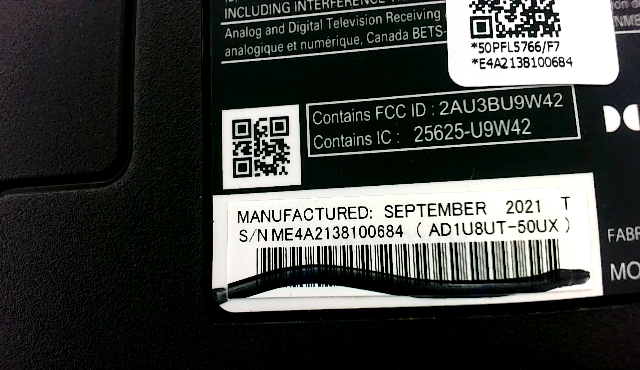 INCLUDING INTERFERENCE
Analog and Digital Television Receiving
analogique et numérique, Canada BETS-
*50PFL5766/F7
*E4A2138100684
Contains FCC ID : 2AU3BU9W42
Contains IC : 25625-U9W42
MANUFACTURED: SEPTEMBER 2021 T
S/N ME4A2138100684 ( AD1U8UT-50UX )
FABR
MO